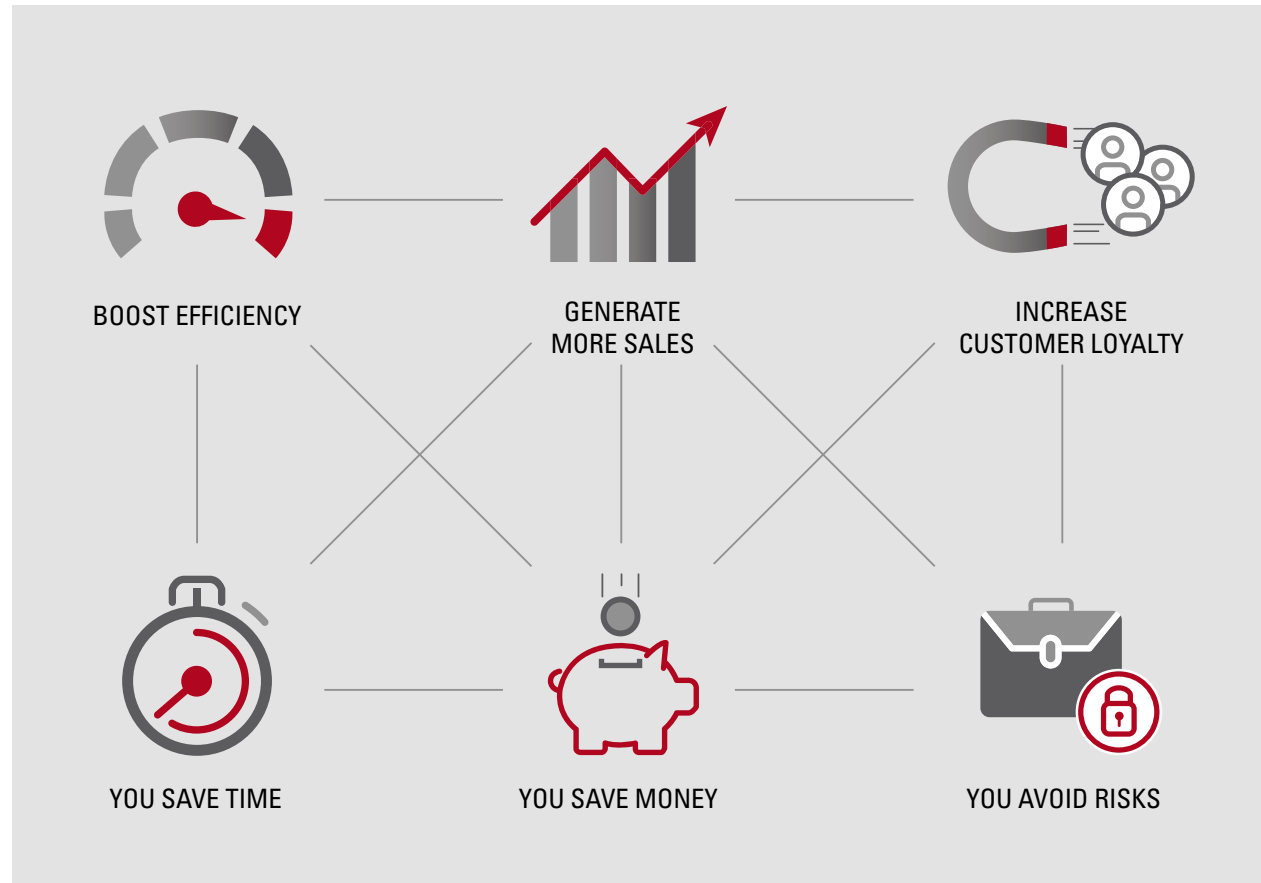 BOOST EFFICIENCY
GENERATE
MORE SALES
INCREASE
CUSTOMER LOYALTY
YOU SAVE TIME
YOU SAVE MONEY
YOU AVOID RISKS